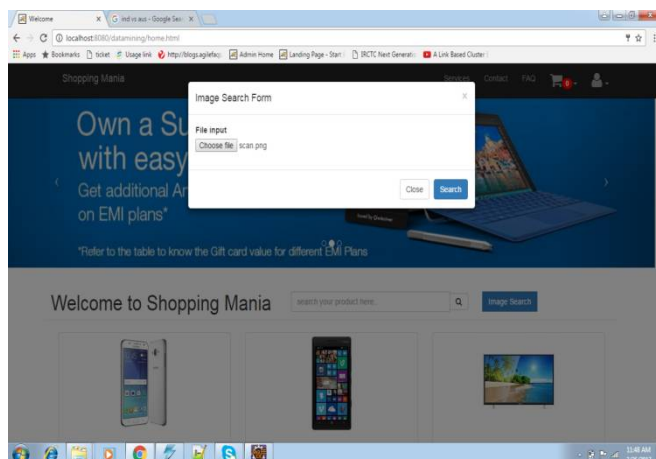 Welcome
ind vs aus - Google Sea
localhost:8080/datamining/home.html
Apps
Bookmarks
ticket
Usage link
http://blogs.agilefaq
Admin Home
Landing Page - Start
IRCTC Next Generati
A Link Based Cluster
Shopping Mania
Services
Contact
FAQ
Image Search Form
x
File input
Choose file scan.png
Close
Search
Own a Su
with easy
Get additional Am
on EMI plans*
*Refer to the table to know the Gift card value for different EMI Plans
Welcome to Shopping Mania
search your product here.
Image Search
11:48 AM